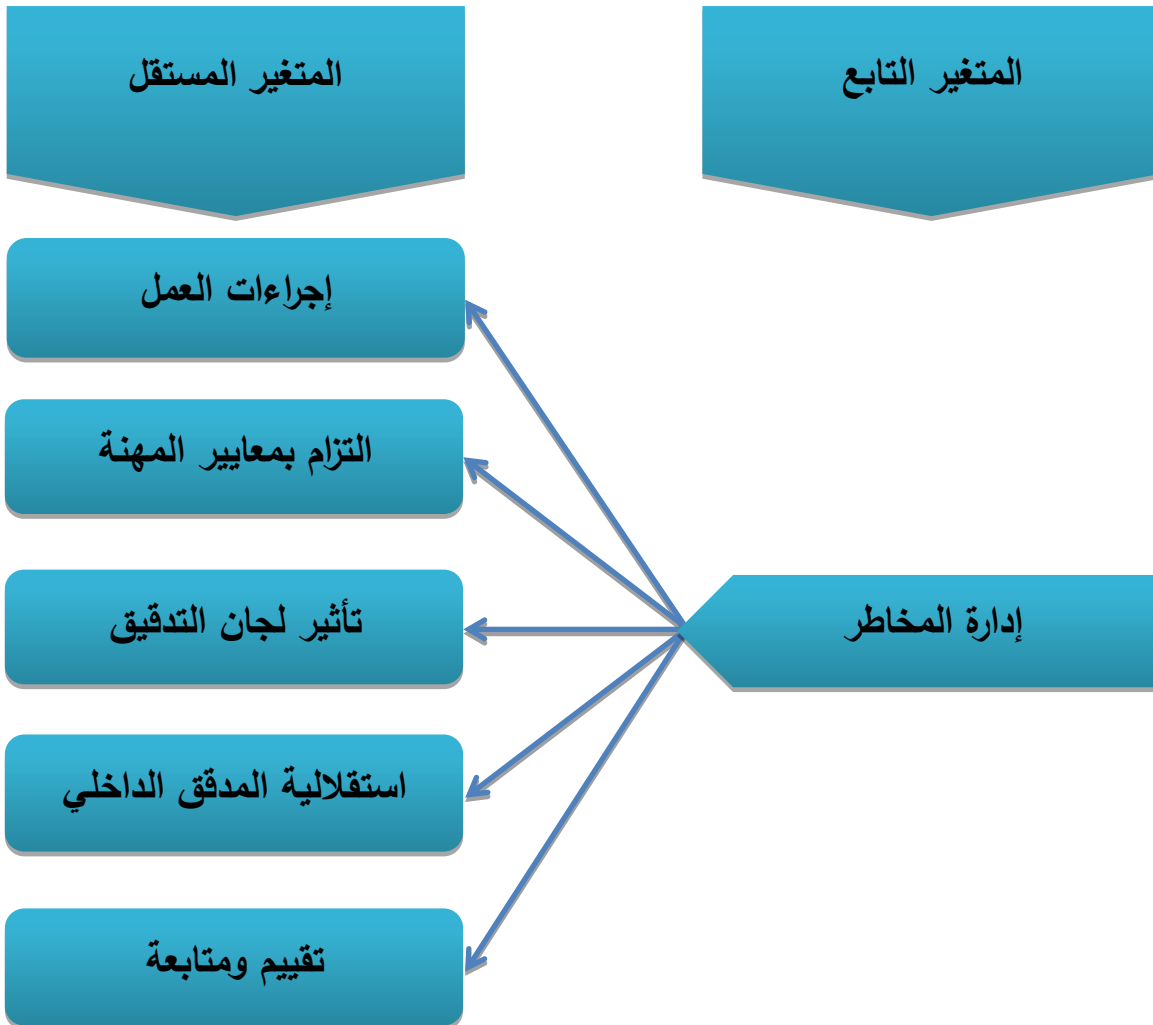 المتغير التابع
المتغير المستقل
إجراءات العمل
التزام بمعايير المهنة
تأثير لجان التدقيق
إدارة المخاطر
استقلالية المدقق الداخلي
تقييم ومتابعة